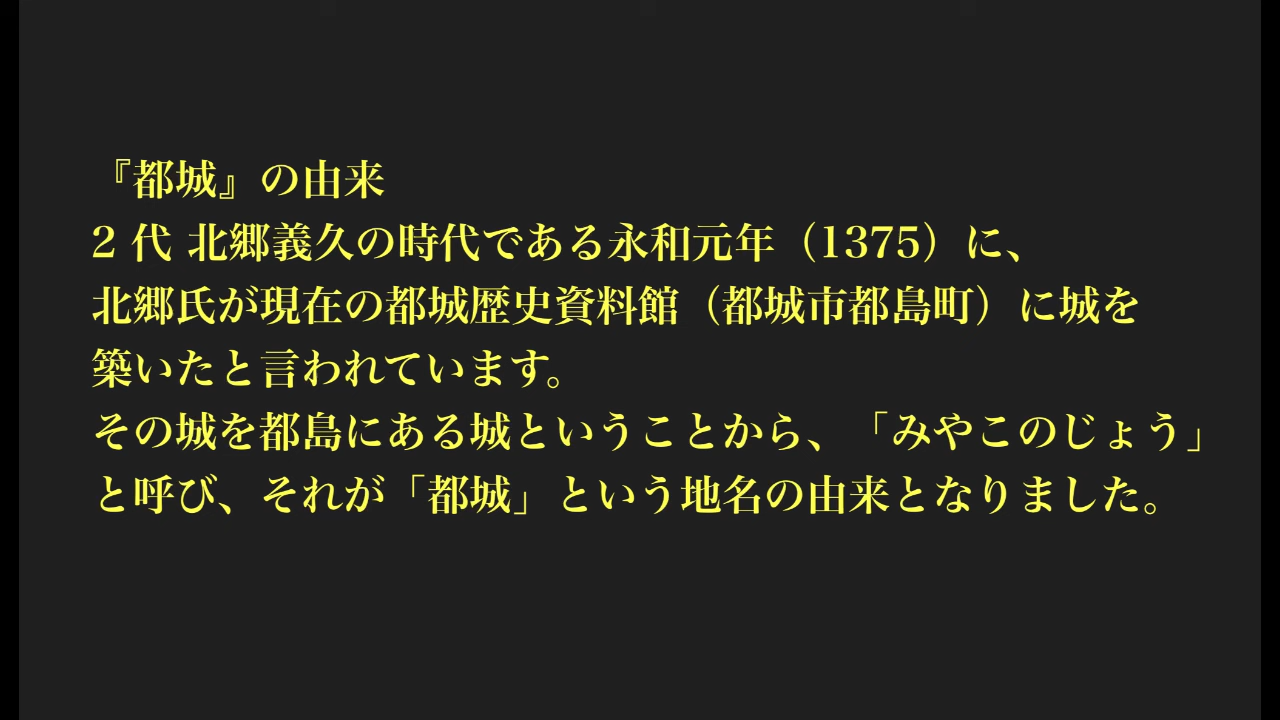 『都城』の由来
2 代 北郷義久の時代である永和元年（1375）に、
北郷氏が現在の都城歴史資料館（都城市都島町）に城を
築いたと言われています。
その城を都島にある城ということから、「みやこのじょう」
と呼び、それが「都城」という地名の由来となりました。